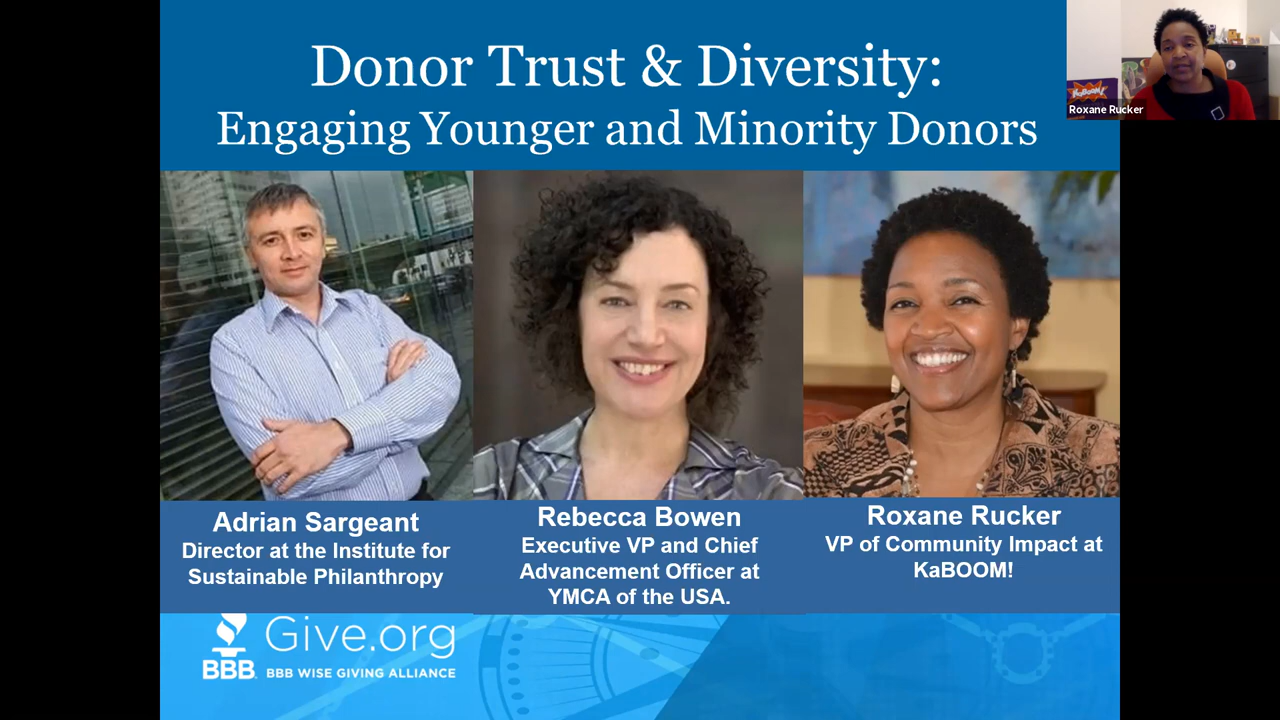 Donor Trust & Diversity:
Engaging Younger and Minority Donors
KaBOOM!
Roxane Rucker
Adrian Sargeant
Director at the Institute for
Sustainable Philanthropy
Rebecca Bowen
Executive VP and Chief
Advancement Officer at
YMCA of the USA.
Roxane Rucker
VP of Community Impact at
KaBOOM!
Give.org
BBB
BBB WISE GIVING ALLIANCE